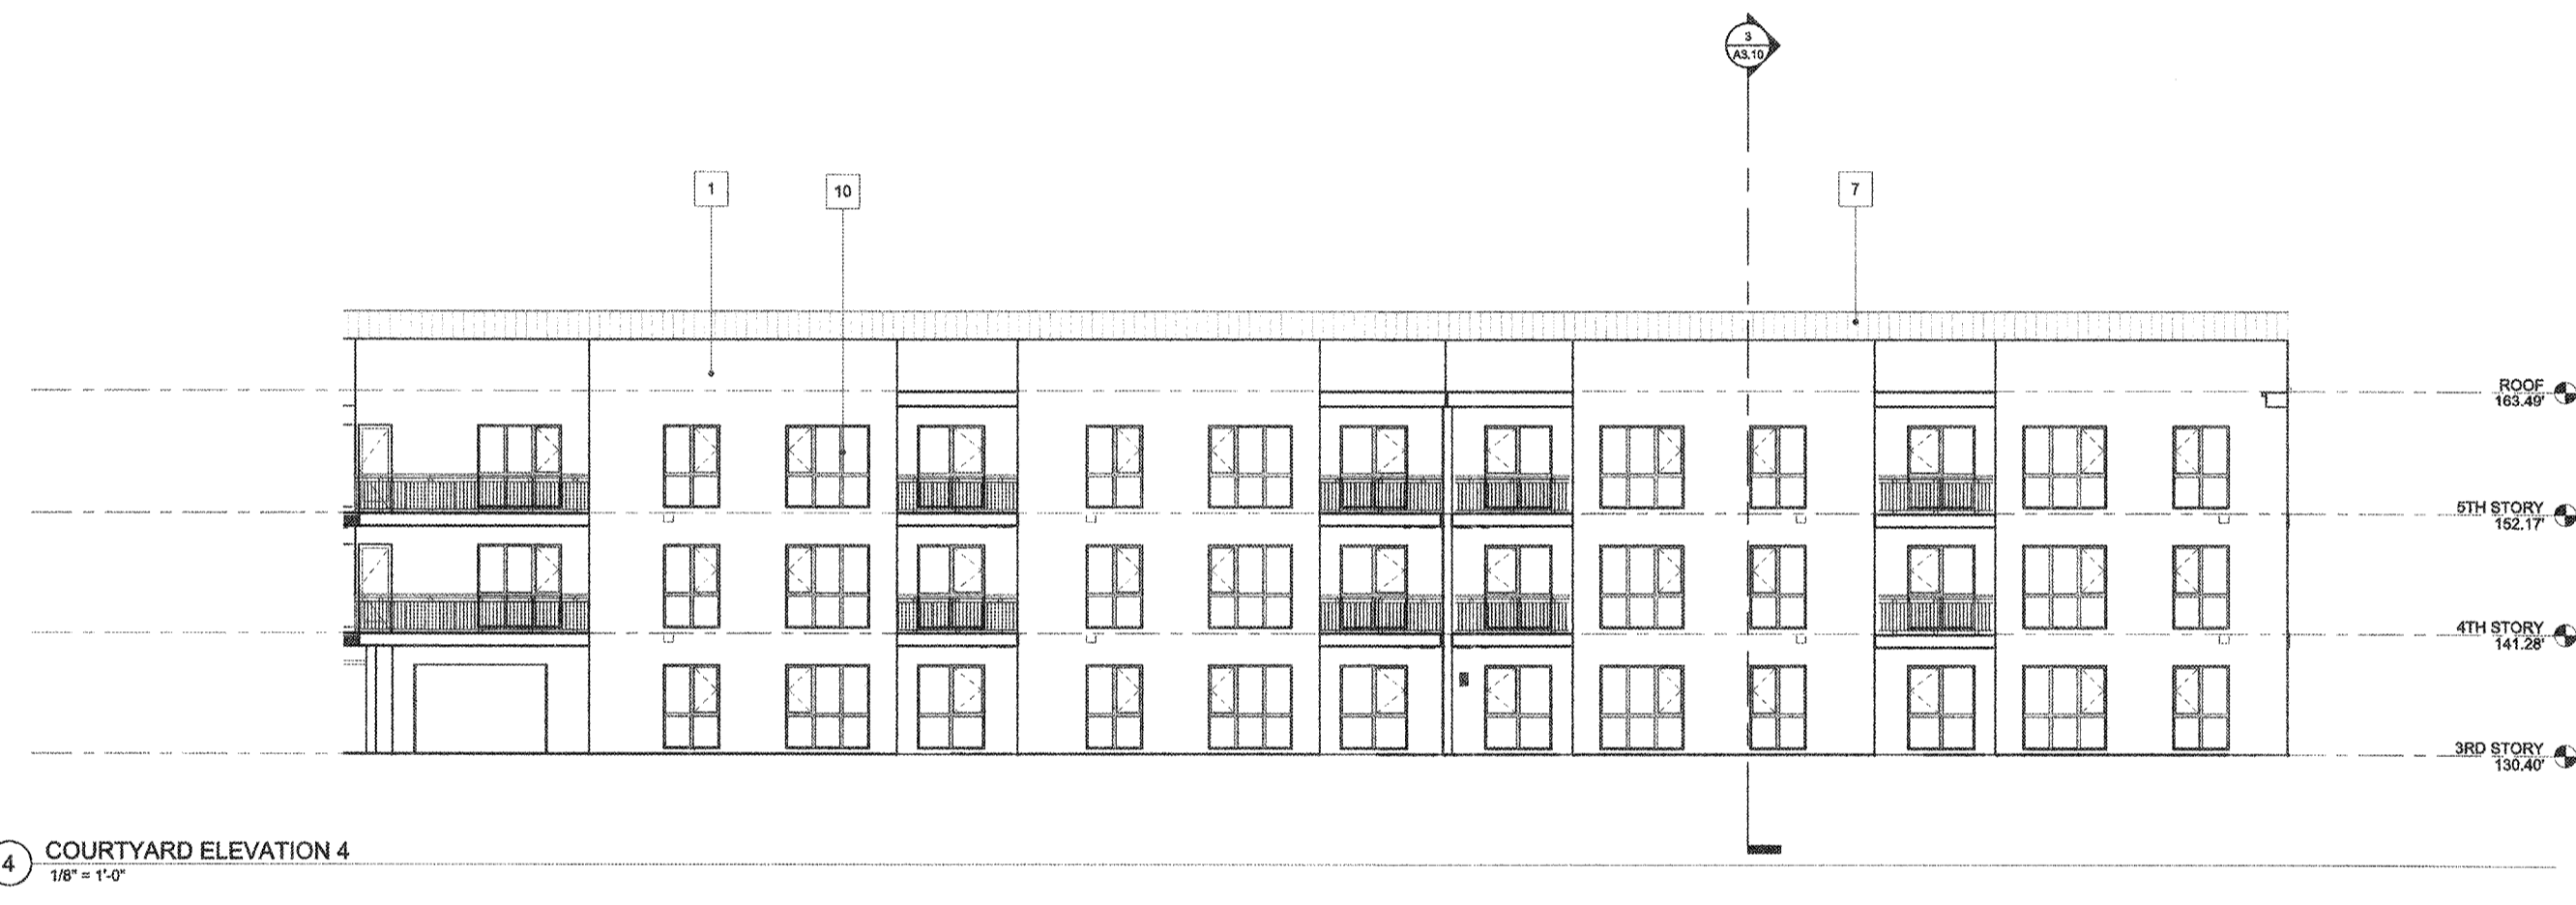 3
A3.10
1
10
7
ROOF
163.49'
5TH STORY
152.17'
4TH STORY
141.28'
3RD STORY
130.40'
4
COURTYARD ELEVATION 4
1/8" = 1'-0"